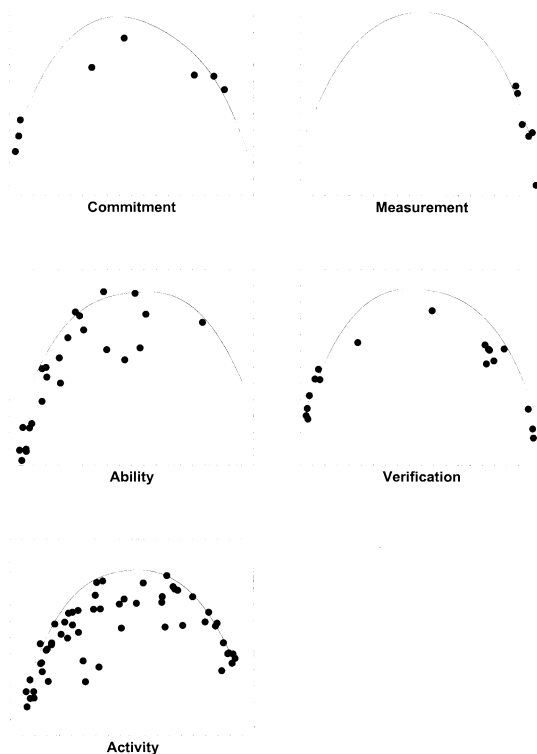 Commitment
Measurement
Ability
Verification
Activity